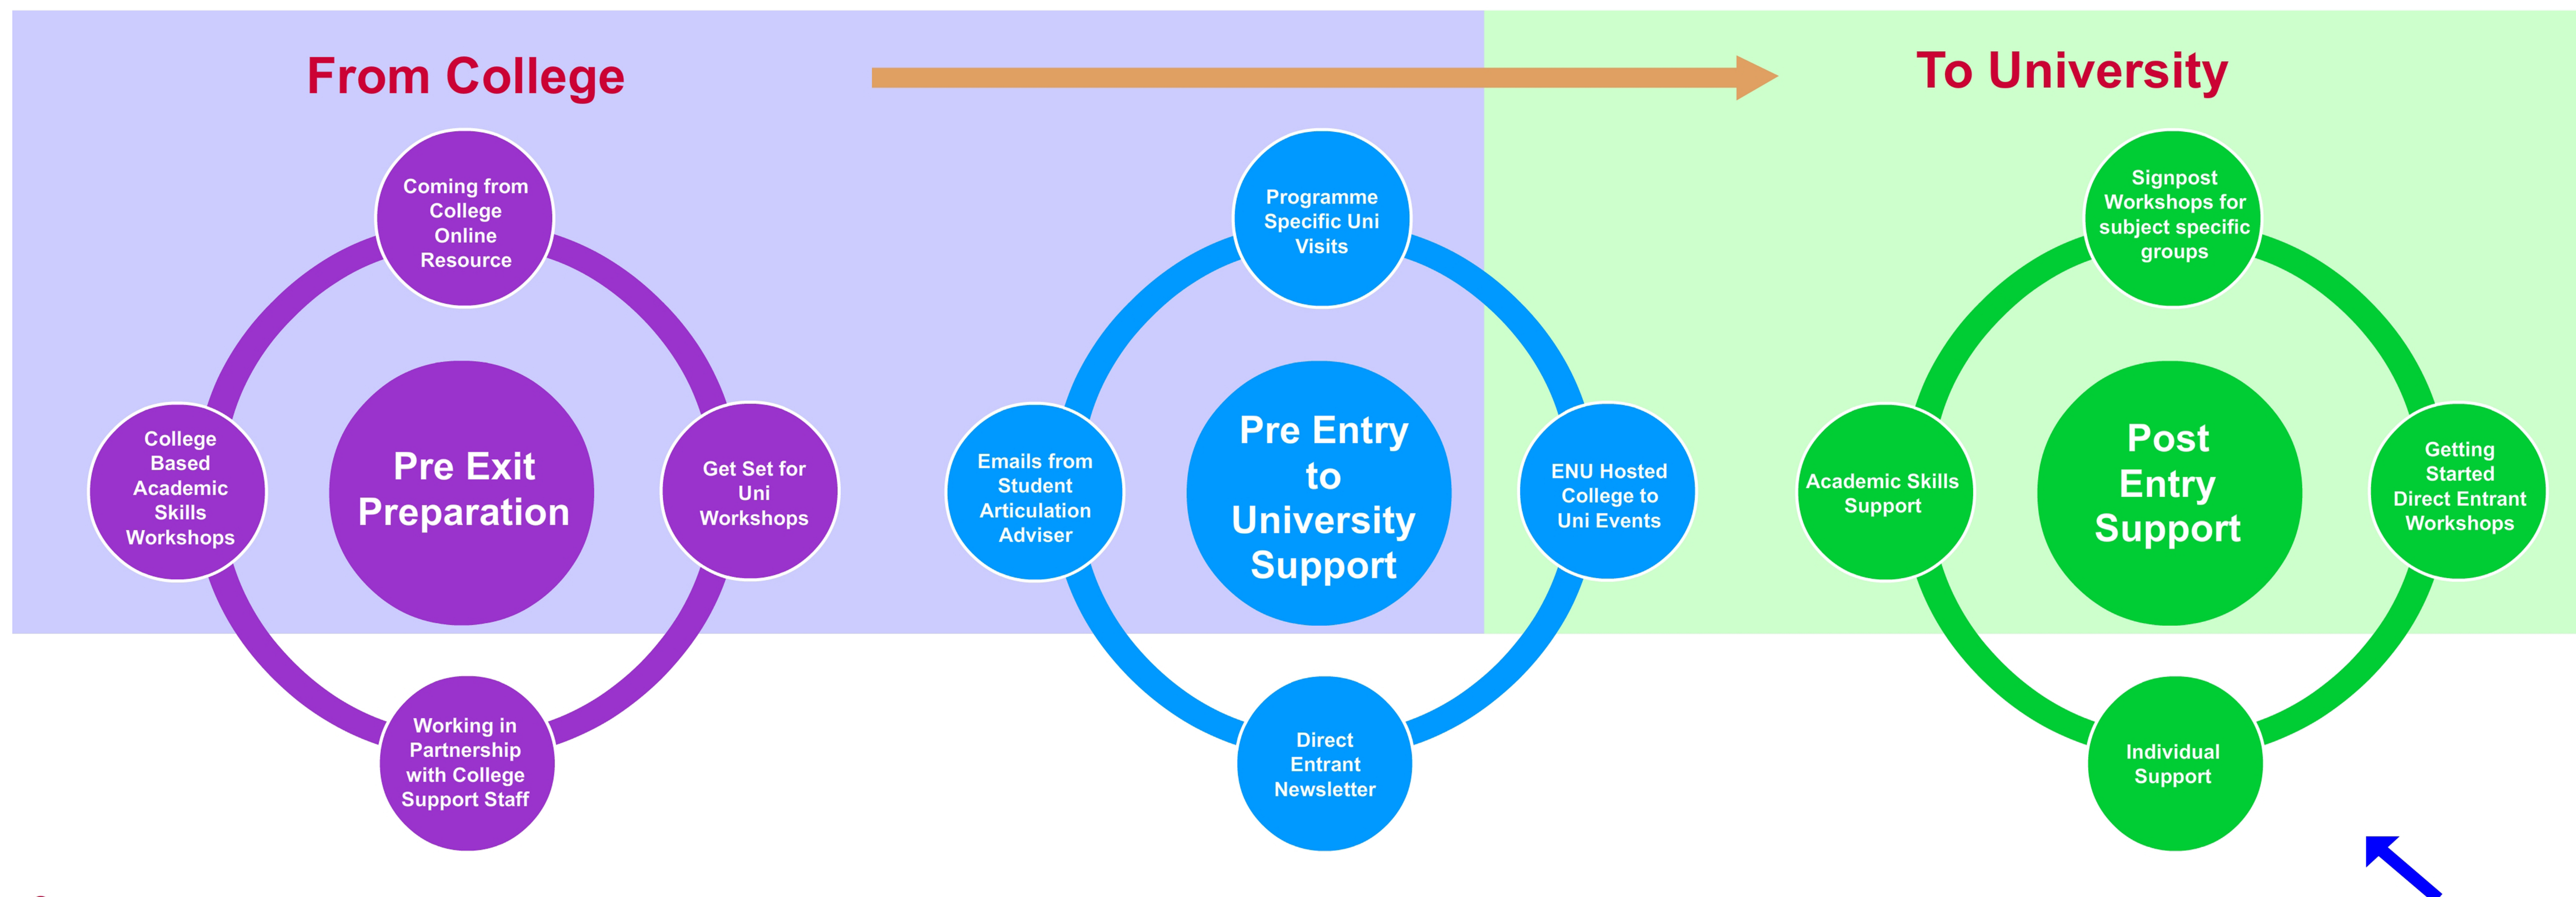 From College
To University
Coming from
College
Online
Resource
College
Based
Academic
Skills
Workshops
Pre Exit
Preparation
Get Set for
Uni
Workshops
Working in
Partnership
with College
Support Staff
Programme
Specific Uni
Visits
Emails from
Student
Articulation
Adviser
Pre Entry
to
University
Support
ENU Hosted
College to
Uni Events
Direct
Entrant
Newsletter
Signpost
Workshops for
subject specific
groups
Academic Skills
Support
Post
Entry
Support
Getting
Started
Direct Entrant
Workshops
Individual
Support